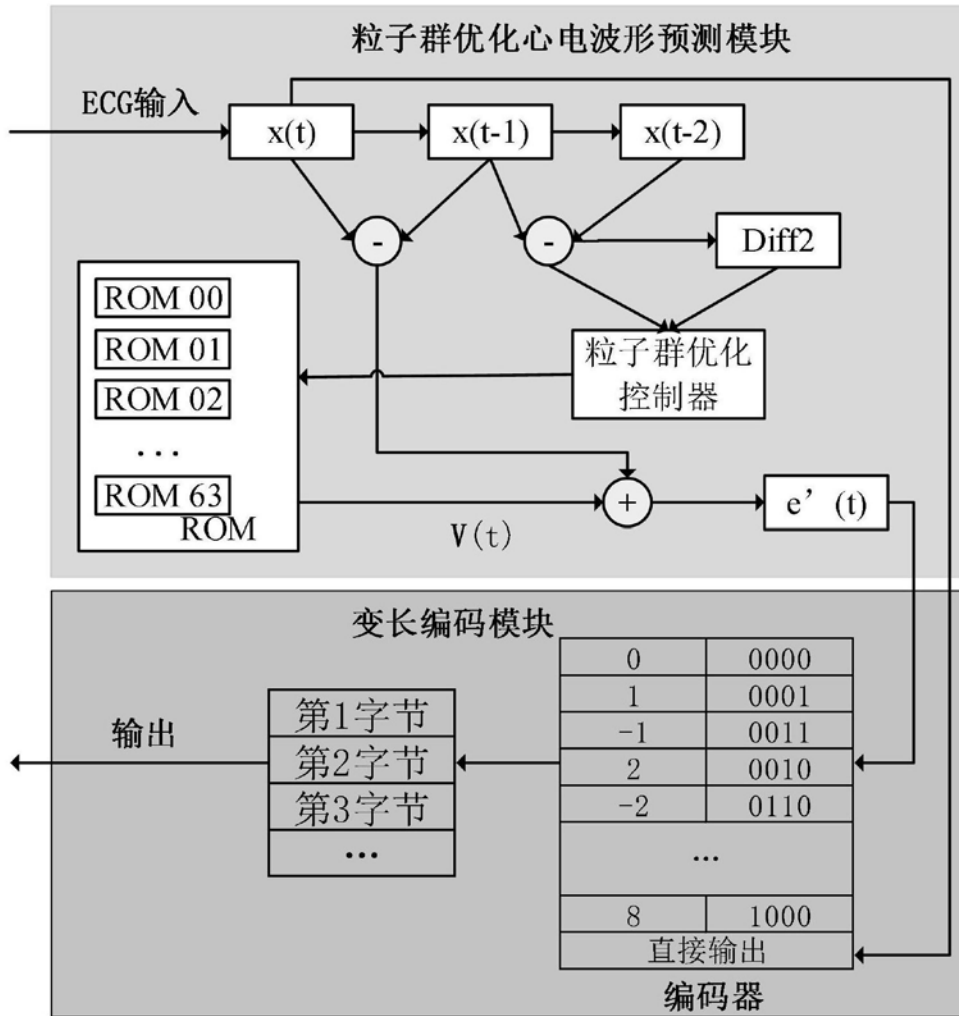 粒子群优化心电波形预测模块
ECG输入
x(t)
x(t-1)
x(t-2)
-
-
Diff2
ROM 00
ROM 01
ROM 02
...
ROM 63
ROM
粒子群优化
控制器
V(t)
+
e’(t)
变长编码模块
0 0000
1 0001
-1 0011
2 0010
-2 0110
...
8 1000
直接输出
编码器
第1字节
第2字节
第3字节
...
输出